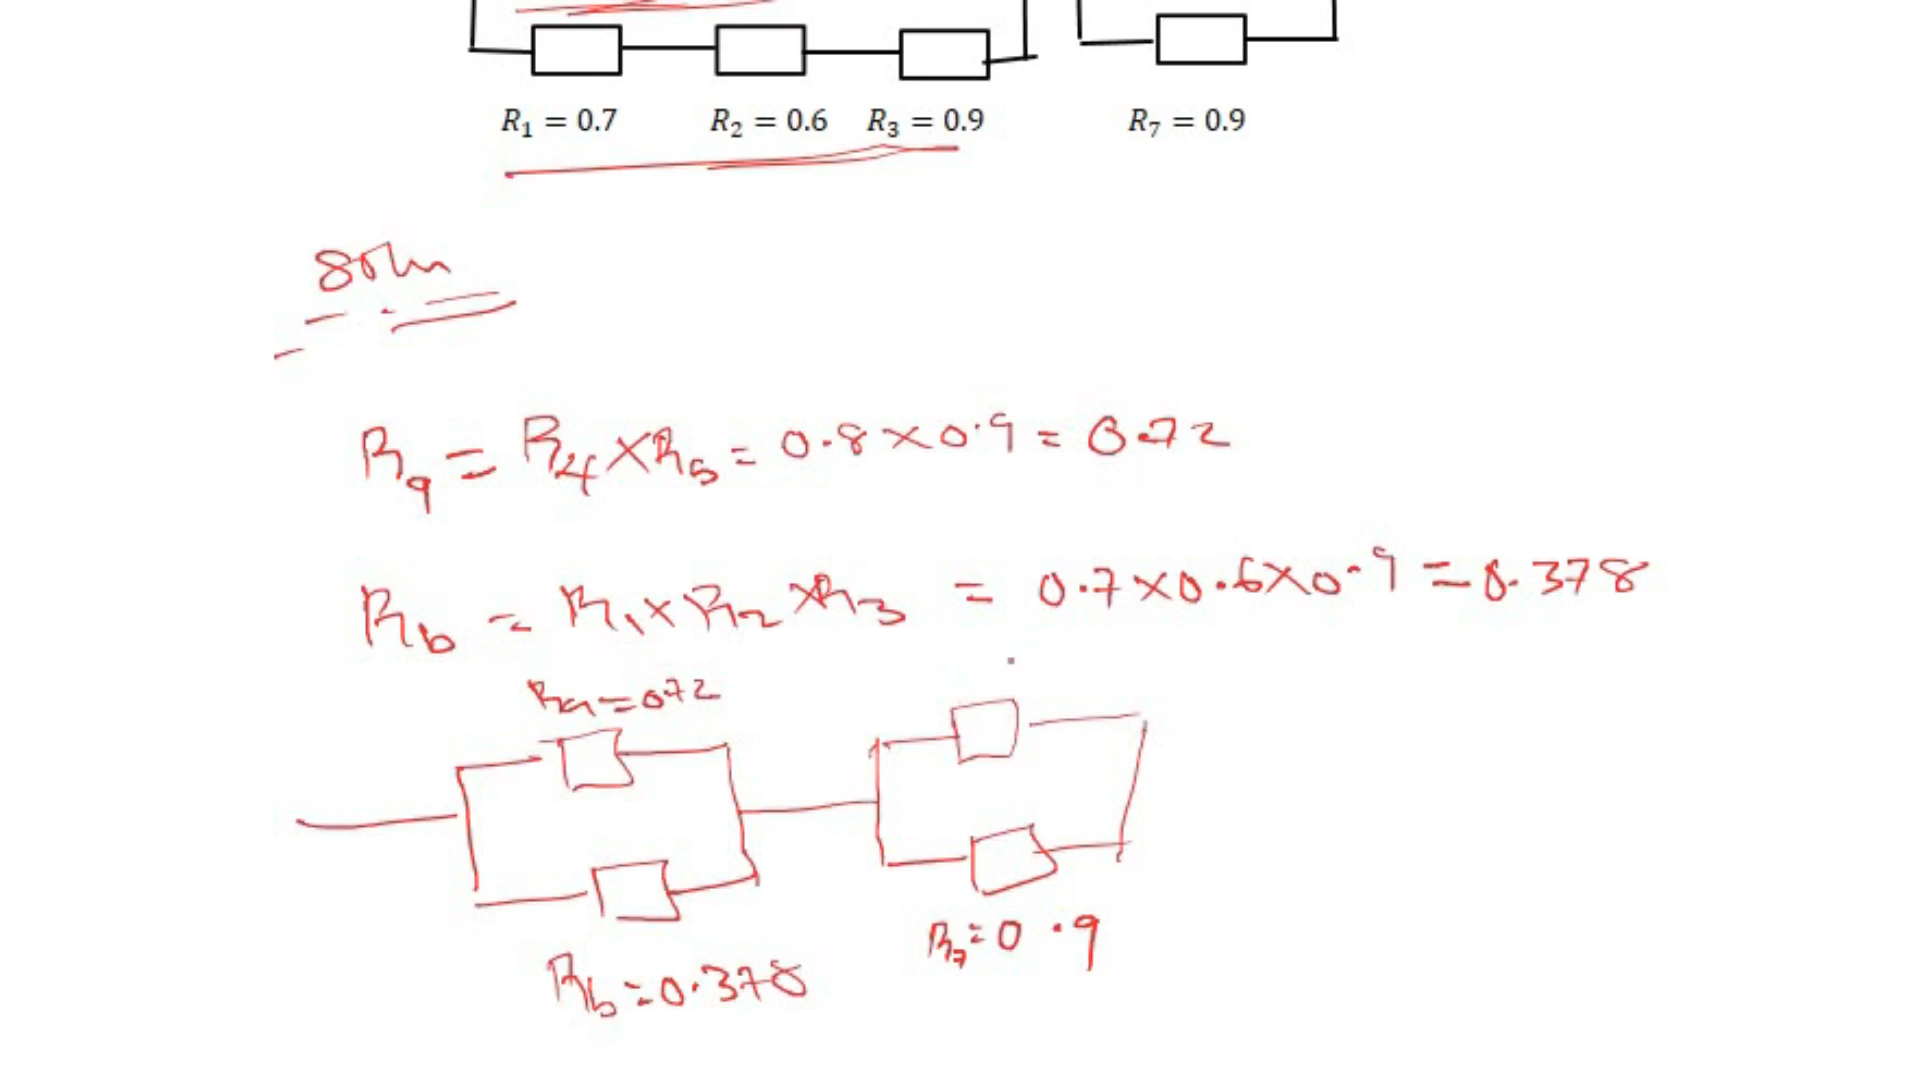 R₁ = 0.7 R₂ = 0.6 R₃ = 0.9 R₇ = 0.9
Soln
Ra = R4 × R5 = 0.8 × 0.9 = 0.72
Rb = R1 × R2 × R3 = 0.7 × 0.6 × 0.9 = 0.378
Ra = 0.72
R7 = 0.9
Rb = 0.378